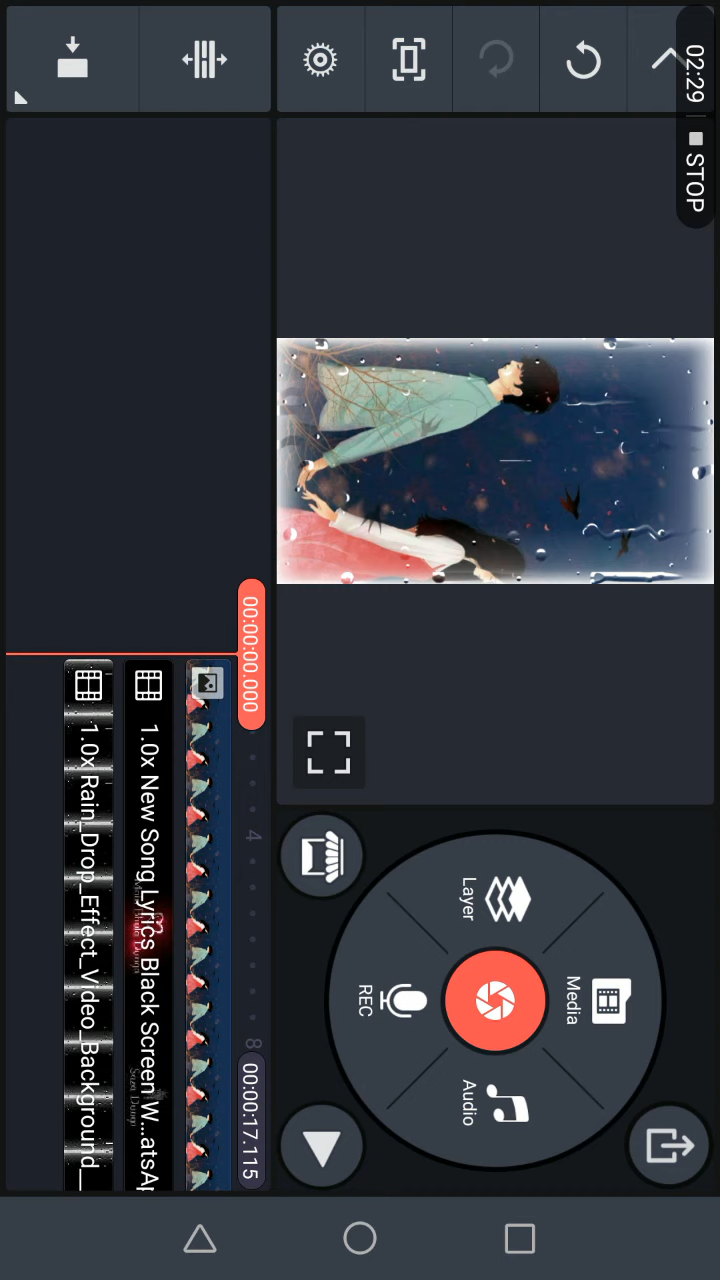 02:29
STOP
Media
Layer
REC
Audio
00:00:00.000
4
8
00:00:17.115
1.0x New Song Lyrics Black Screen W...atsAp
1.0x Rain_Drop_Effect_Video_Background_